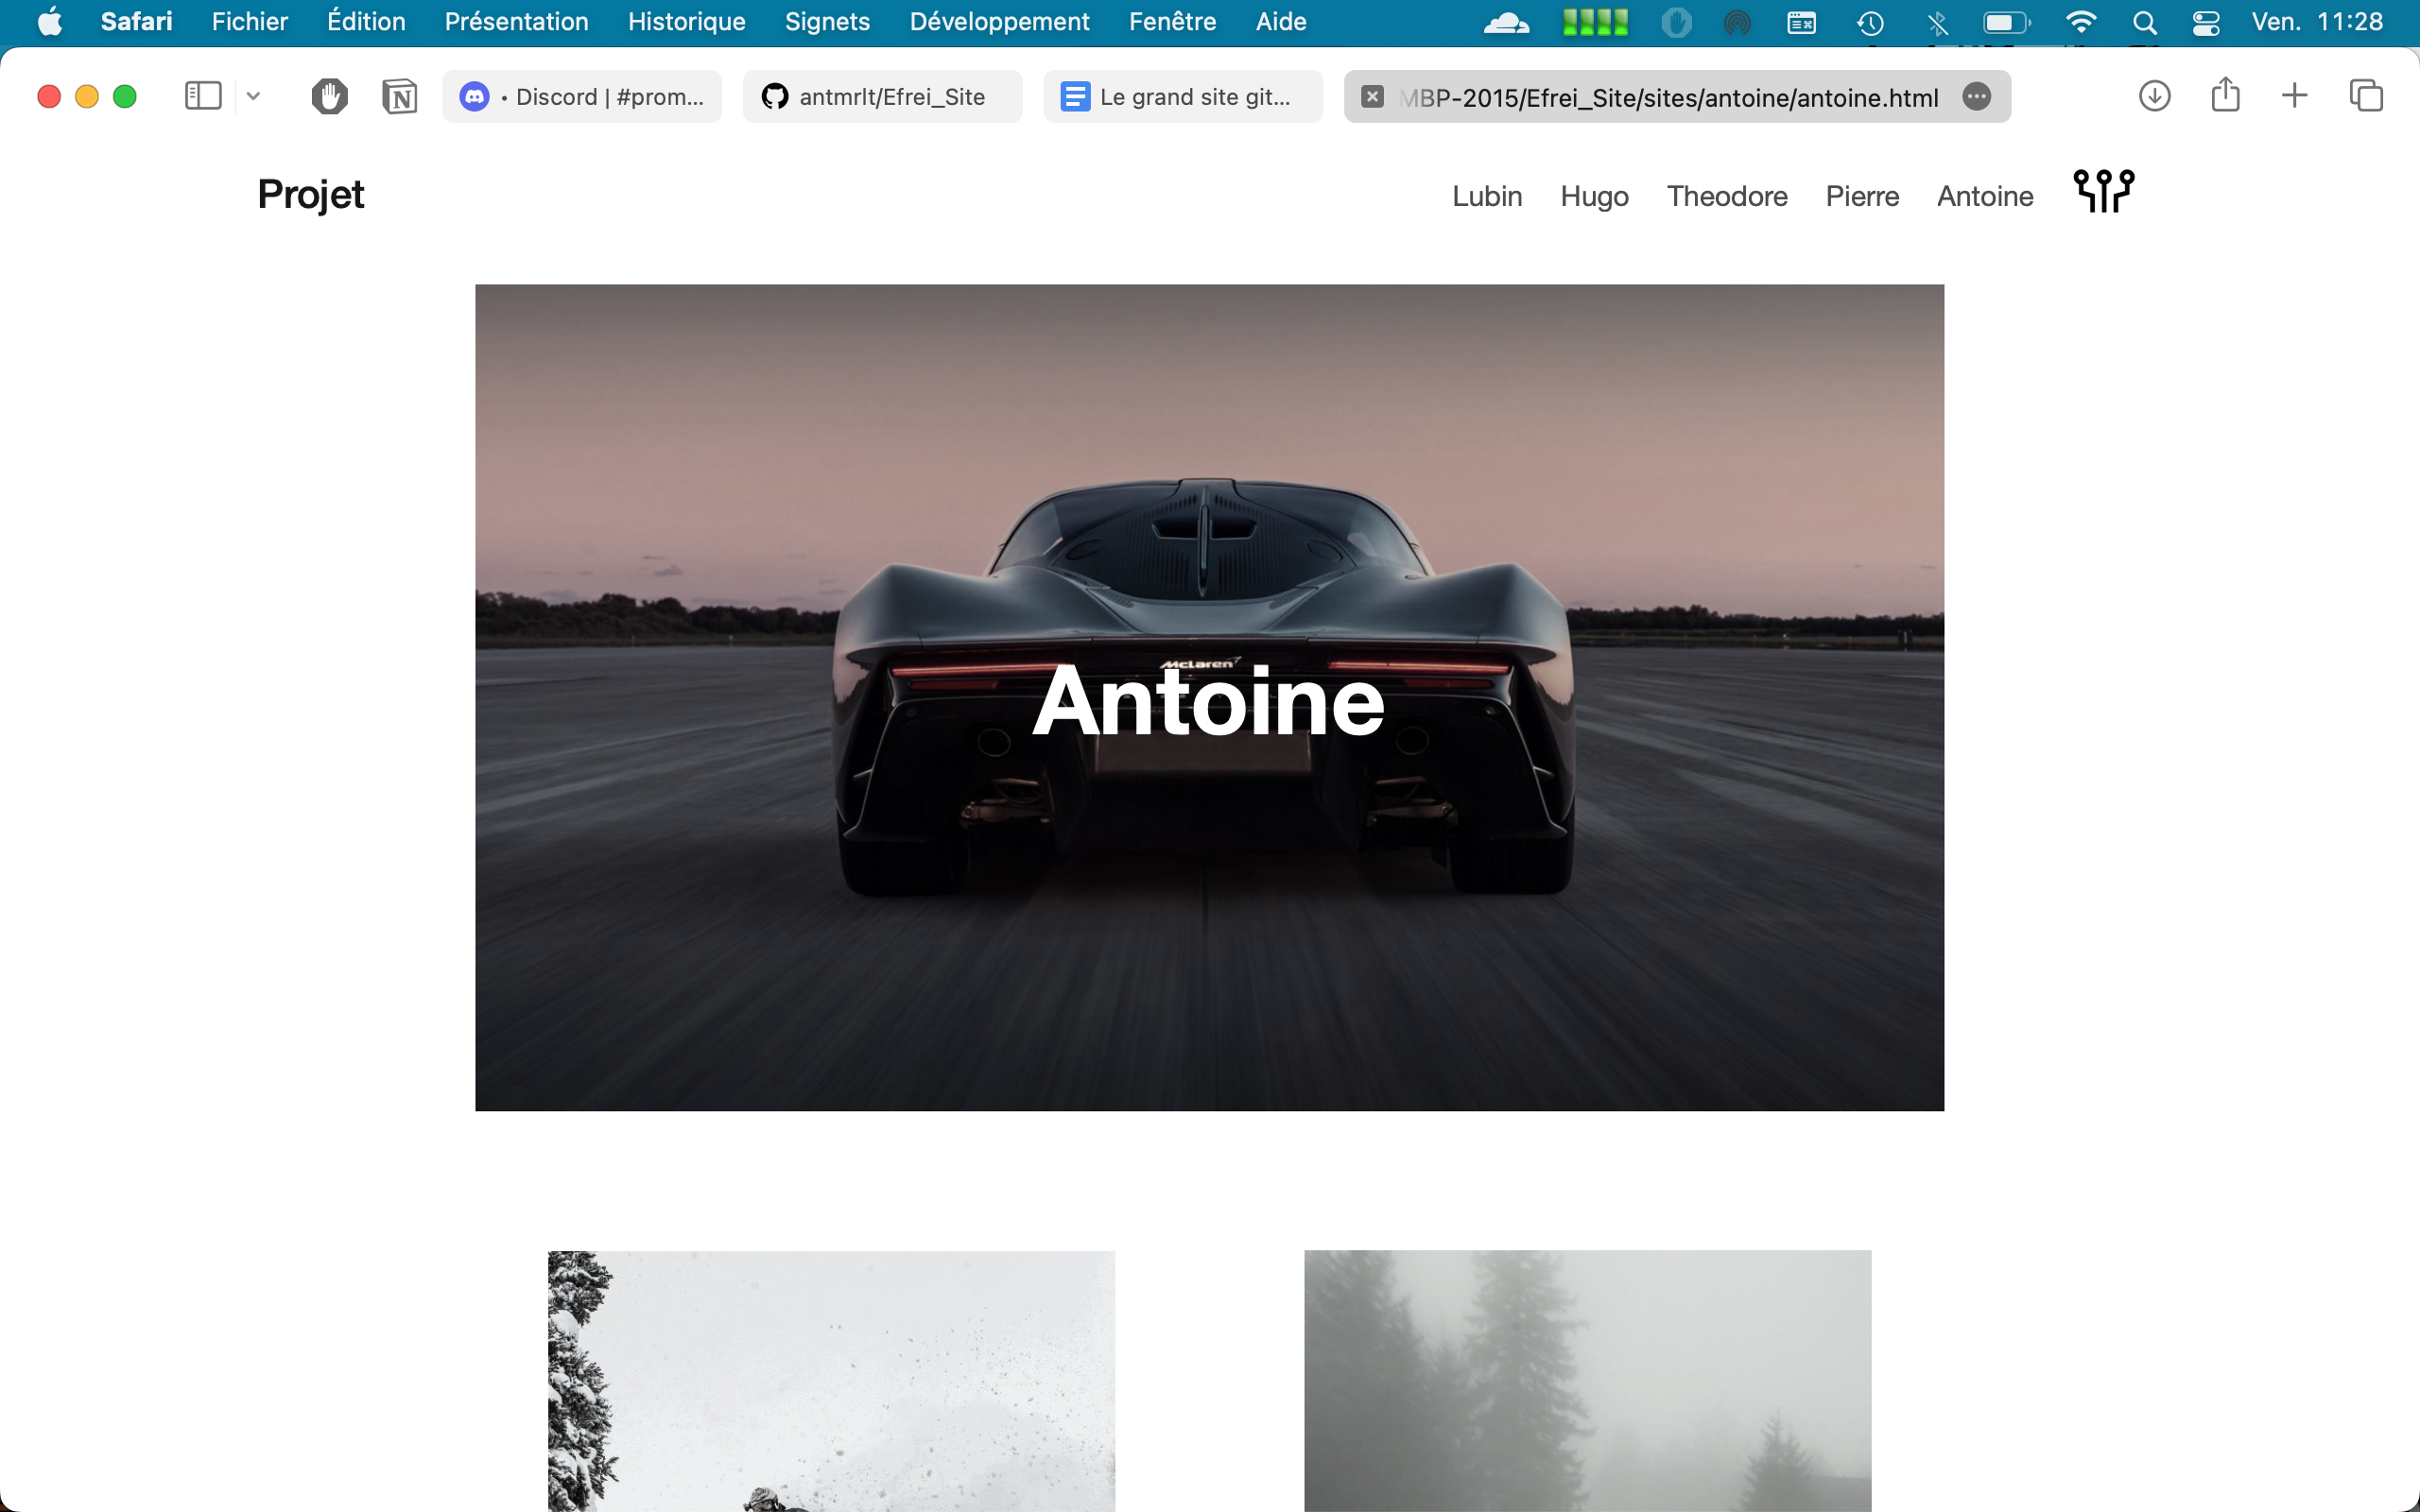 Safari Fichier Édition Présentation Historique Signets Développement Fenêtre Aide Ven. 11:28
• Discord | #prom... antmrlt/Efrei_Site Le grand site git... MBP-2015/Efrei_Site/sites/antoine/antoine.html
Projet Lubin Hugo Theodore Pierre Antoine
McLaren
Antoine